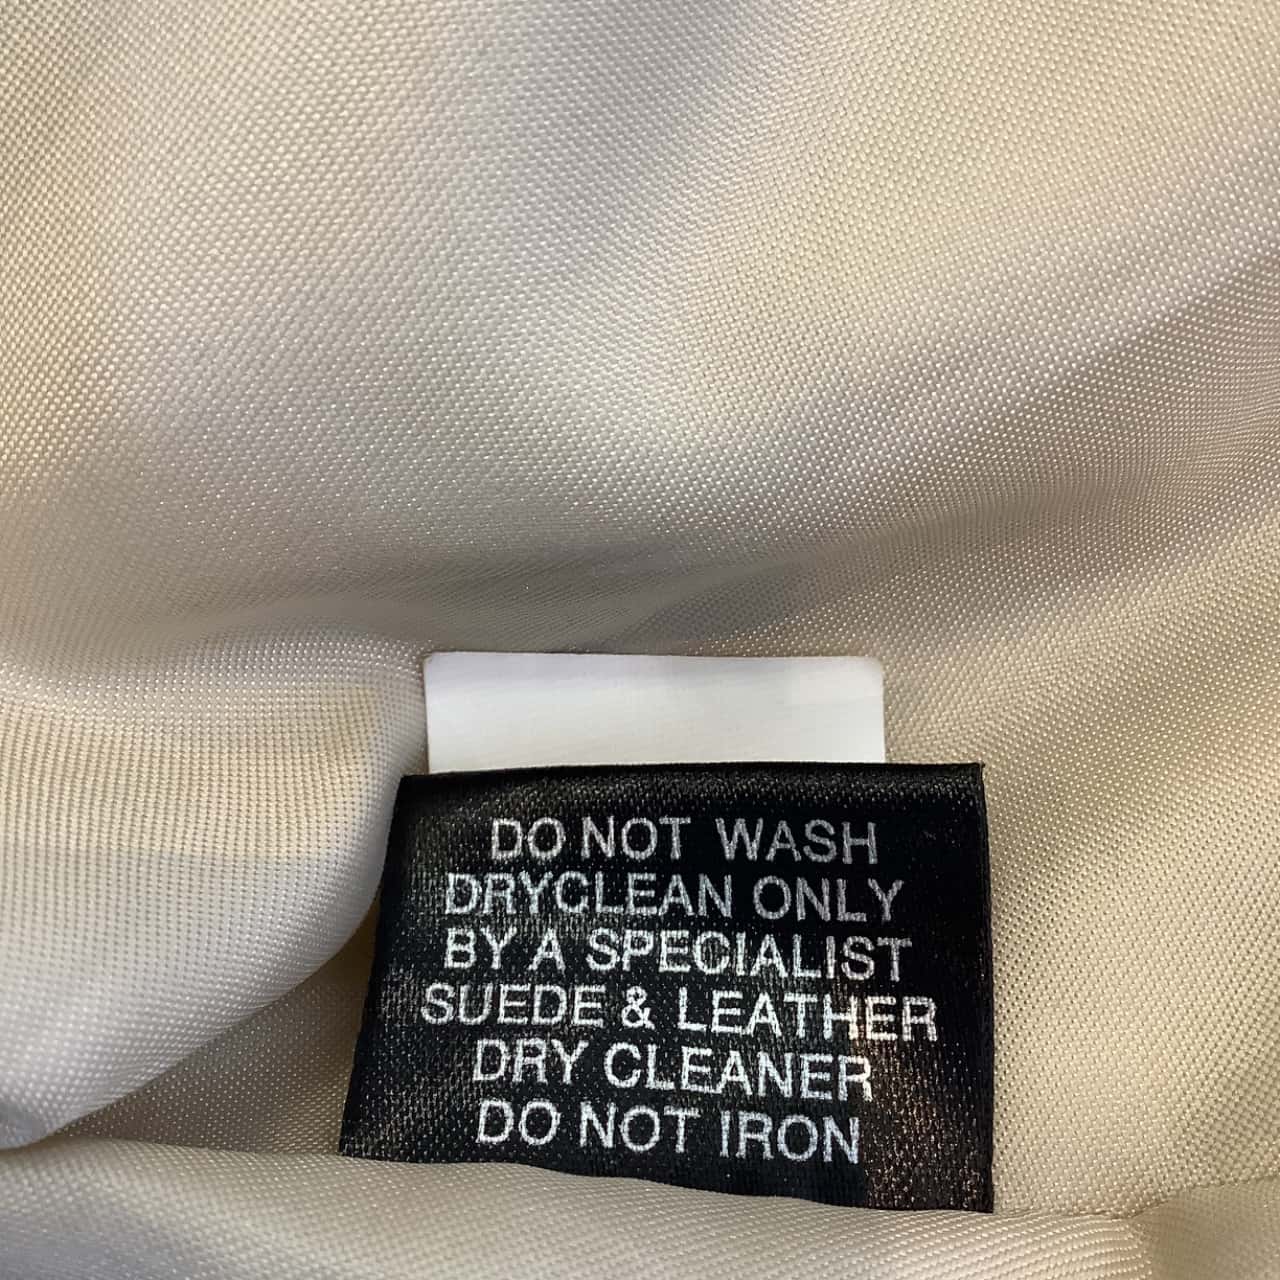 DO NOT WASH
DRYCLEAN ONLY
BY A SPECIALIST
SUEDE & LEATHER
DRY CLEANER
DO NOT IRON